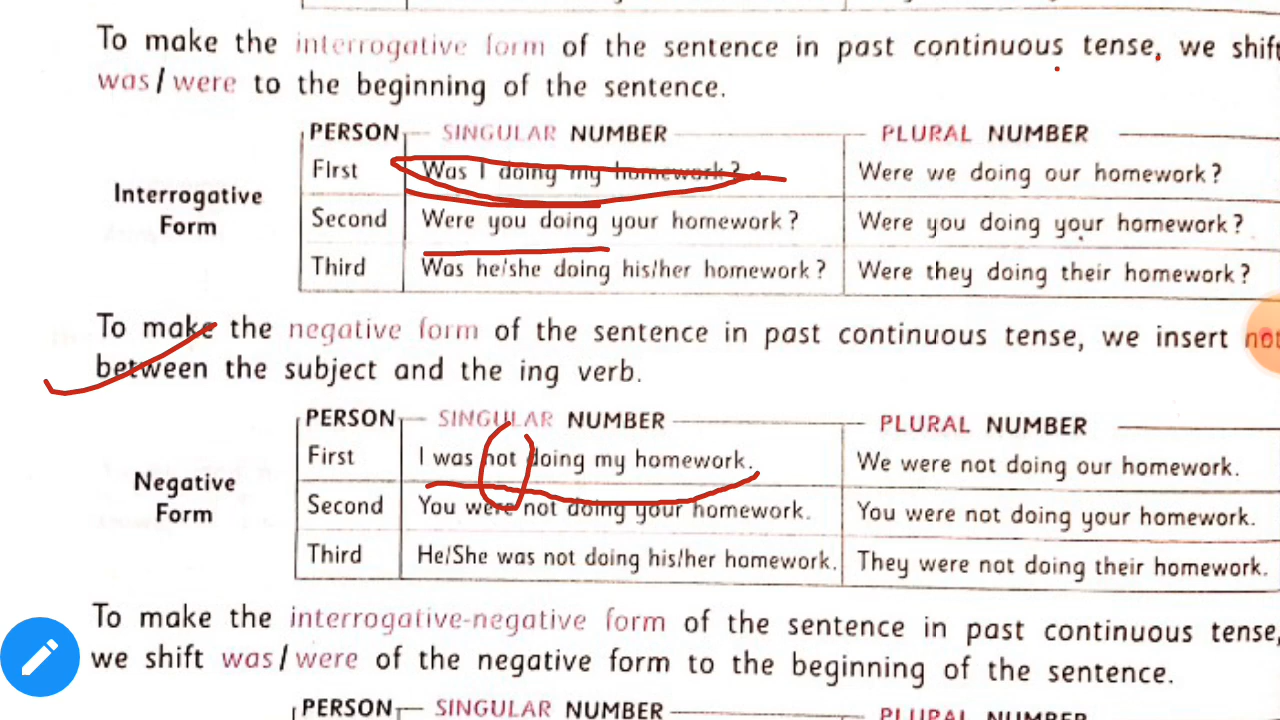 To make the interrogative form of the sentence in past continuous tense, we shift
was/were to the beginning of the sentence.
PERSON SINGULAR NUMBER PLURAL NUMBER
Interrogative
Form
FIrst Was I doing my homework? Were we doing our homework?
Second Were you doing your homework? Were you doing your homework?
Third Was he/she doing his/her homework? Were they doing their homework?
To make the negative form of the sentence in past continuous tense, we insert not
between the subject and the ing verb.
PERSON SINGULAR NUMBER PLURAL NUMBER
Negative
Form
First I was not doing my homework. We were not doing our homework.
Second You were not doing your homework. You were not doing your homework.
Third He/She was not doing his/her homework. They were not doing their homework.
To make the interrogative-negative form of the sentence in past continuous tense,
we shift was/were of the negative form to the beginning of the sentence.
PERSON SINGULAR NUMBER PLURAL NUMBER